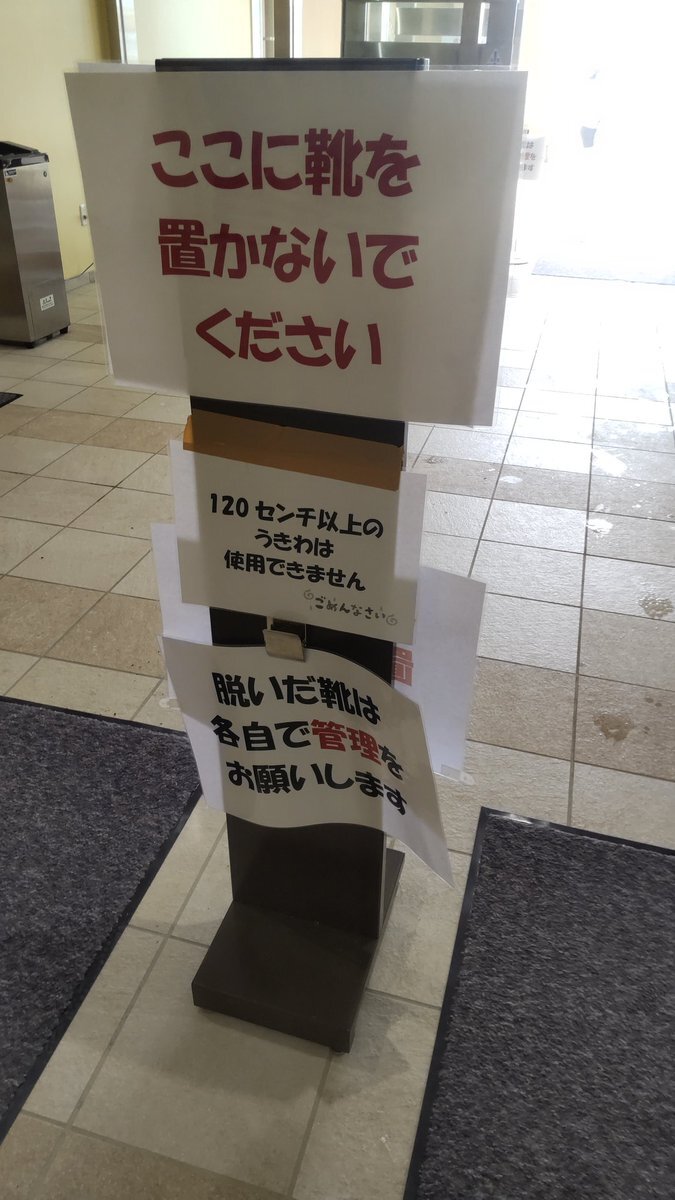 ここに靴を
置かないで
ください
120センチ以上の
うきわは
使用できません
ごめんなさい
脱いだ靴は
各自で管理を
お願いします